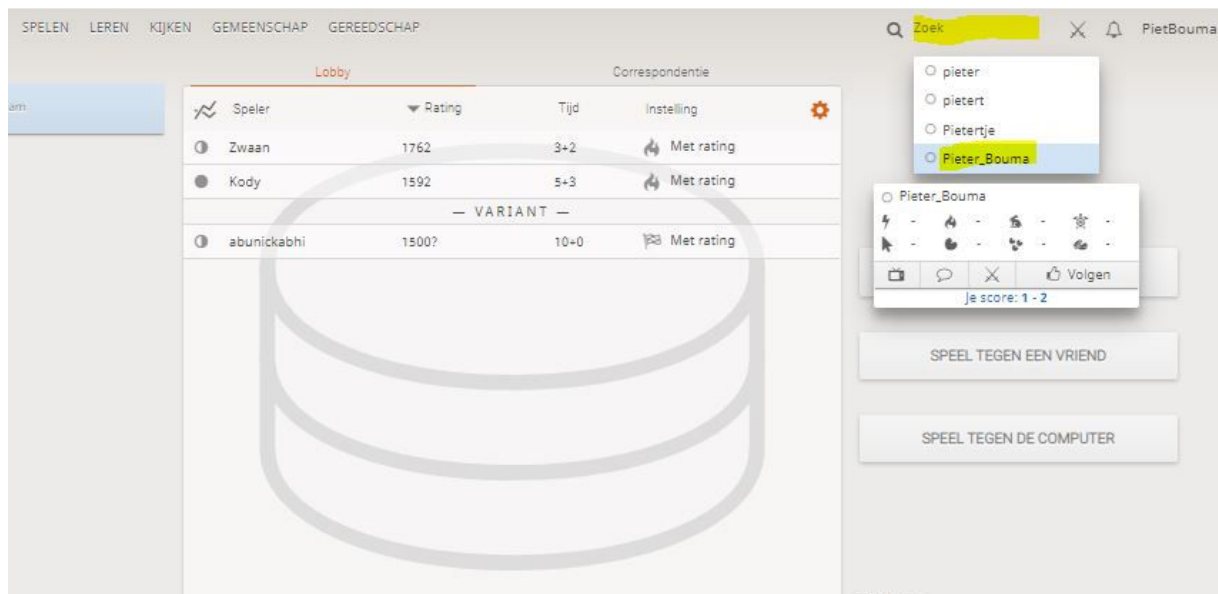 SPELEN LEREN KIJKEN GEMEENSCHAP GEREEDSCHAP Zoek PietBouma
Lobby Correspondentie
Speler Rating Tijd Instelling
Zwaan 1762 3+2 Met rating
Kody 1592 5+3 Met rating
— VARIANT —
abunickabhi 1500? 10+0 Met rating
pieter
pietert
Pietertje
Pieter_Bouma
Pieter_Bouma
- - - -
- - - -
Volgen
Je score: 1 - 2
SPEEL TEGEN EEN VRIEND
SPEEL TEGEN DE COMPUTER